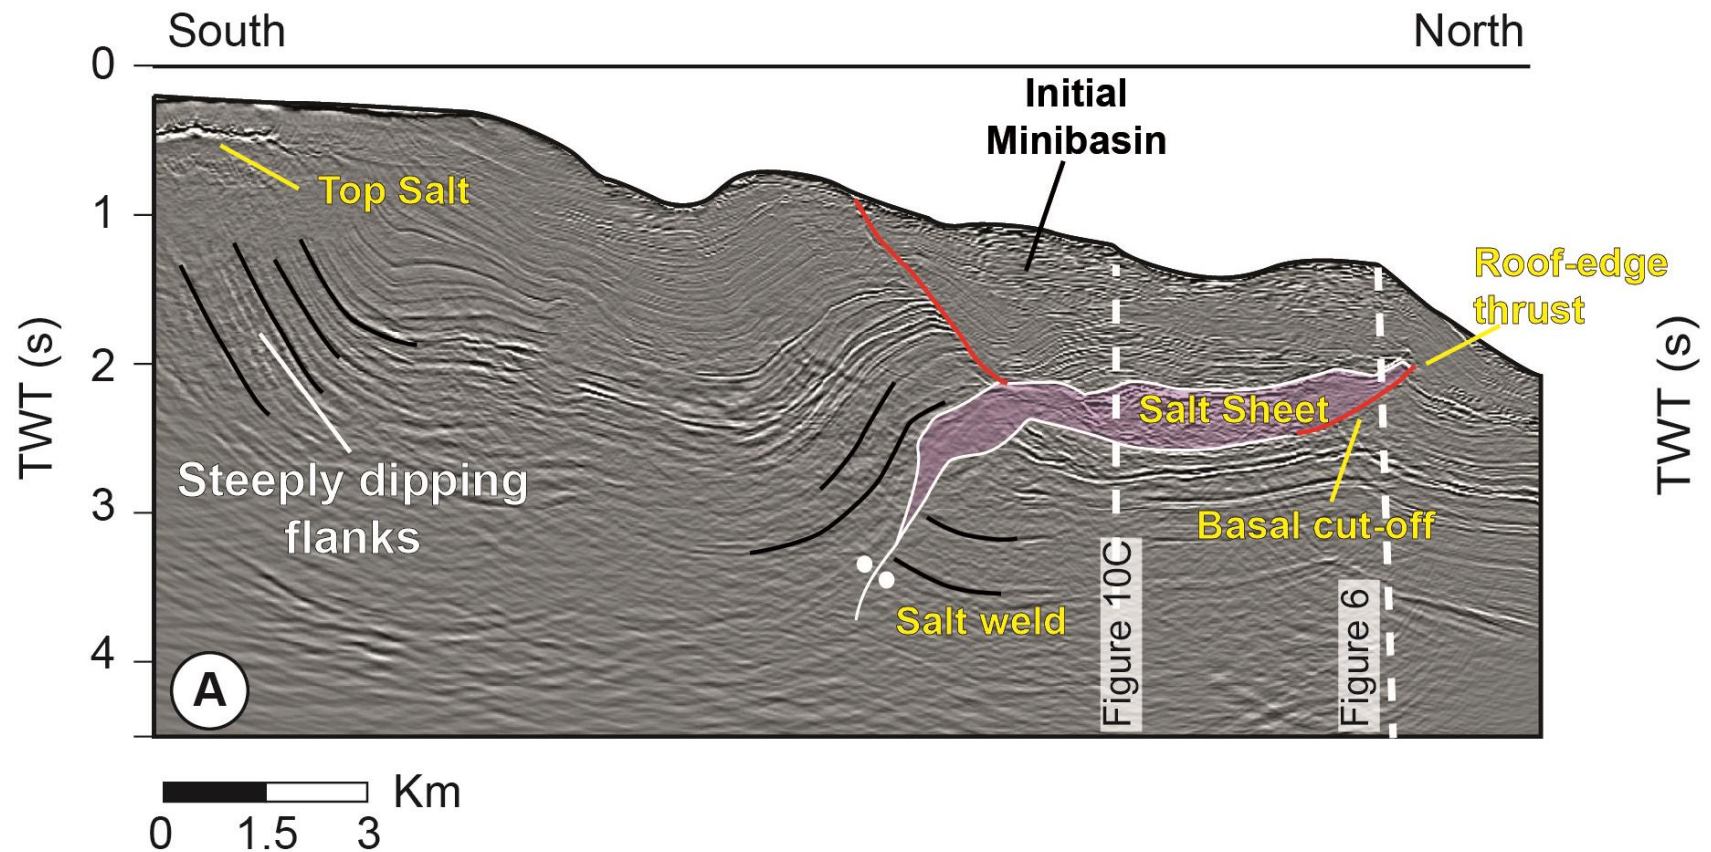 South
North
0
Initial
Minibasin
Top Salt
1
Roof-edge
thrust
TWT (s)
2
Salt Sheet
TWT (s)
Steeply dipping
flanks
3
Basal cut-off
Figure 10C
Figure 6
Salt weld
4
A
Km
0 1.5 3